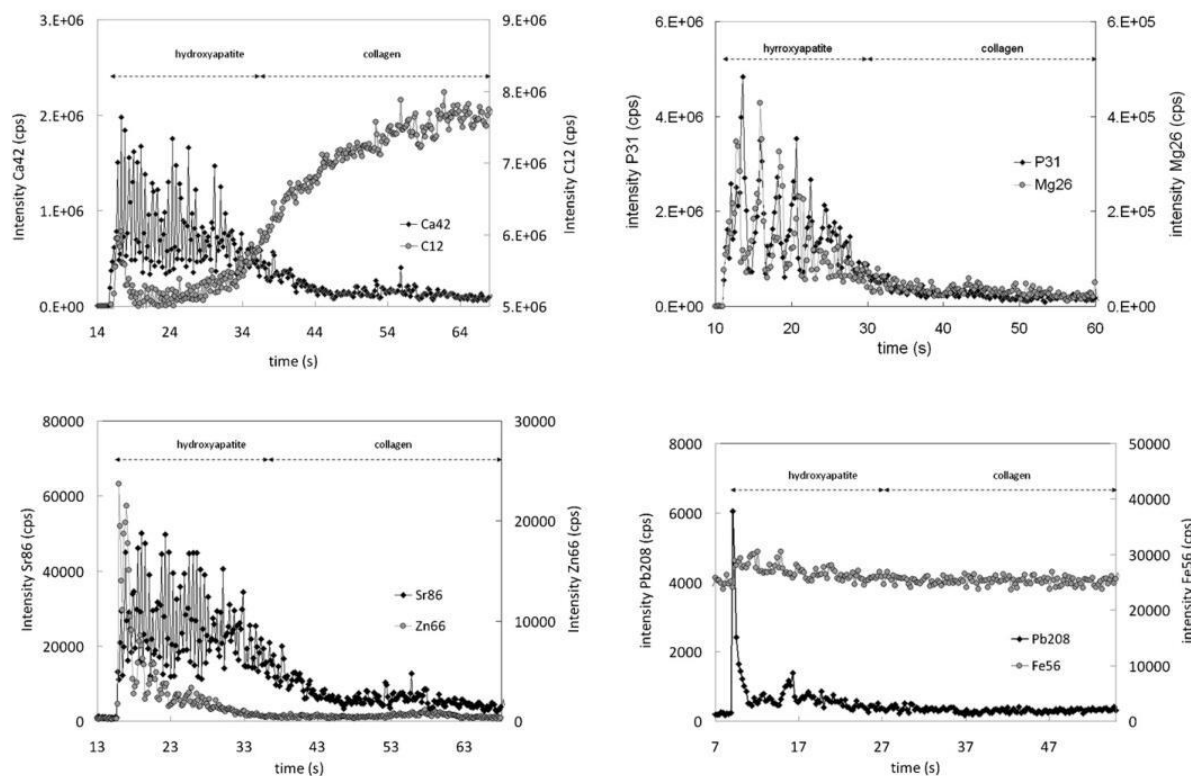 3.E+06
2.E+06
1.E+06
0.E+00
Intensity Ca42 (cps)
hydroxyapatite
collagen
Ca42
C12
9.E+06
8.E+06
7.E+06
6.E+06
5.E+06
Intensity C12 (cps)
14 24 34 44 54 64
time (s)
6.E+06
4.E+06
2.E+06
0.E+00
intensity P31 (cps)
hyrroxyapatite
collagen
P31
Mg26
6.E+05
4.E+05
2.E+05
0.E+00
intensity Mg26 (cps)
10 20 30 40 50 60
time (s)
80000
60000
40000
20000
0
Intensity Sr86 (cps)
hydroxyapatite
collagen
Sr86
Zn66
30000
20000
10000
0
Intensity Zn66 (cps)
13 23 33 43 53 63
time (s)
8000
6000
4000
2000
0
intensity Pb208 (cps)
hydroxyapatite
collagen
Pb208
Fe56
50000
40000
30000
20000
10000
0
intensity Fe56 (cps)
7 17 27 37 47
time (s)